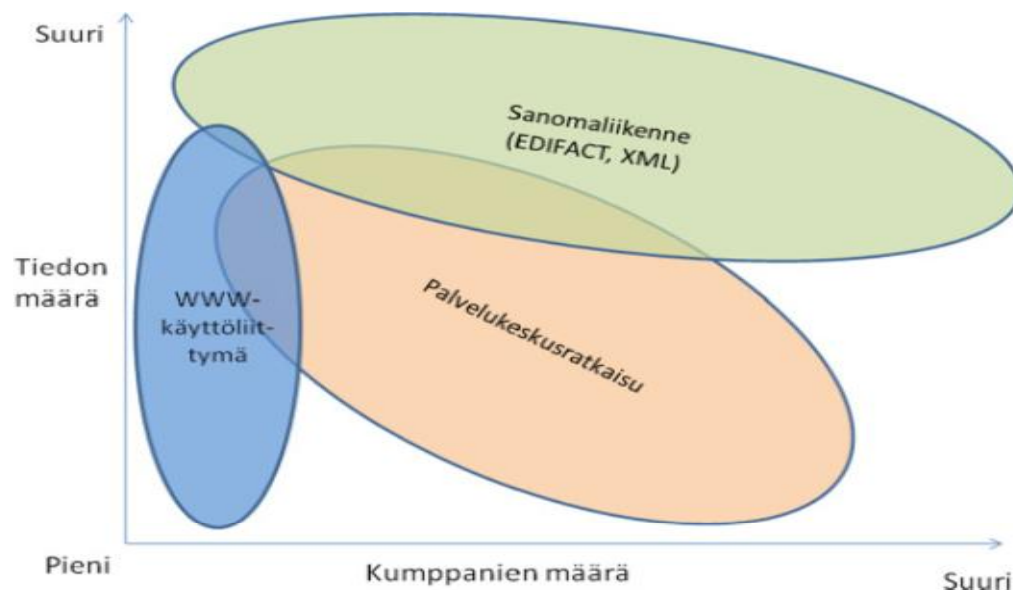 Suuri
Sanomaliikenne
(EDIFACT, XML)
Tiedon
määrä
WWW-
käyttöliit-
tymä
Palvelukeskusratkaisu
Pieni
Kumppanien määrä
Suuri